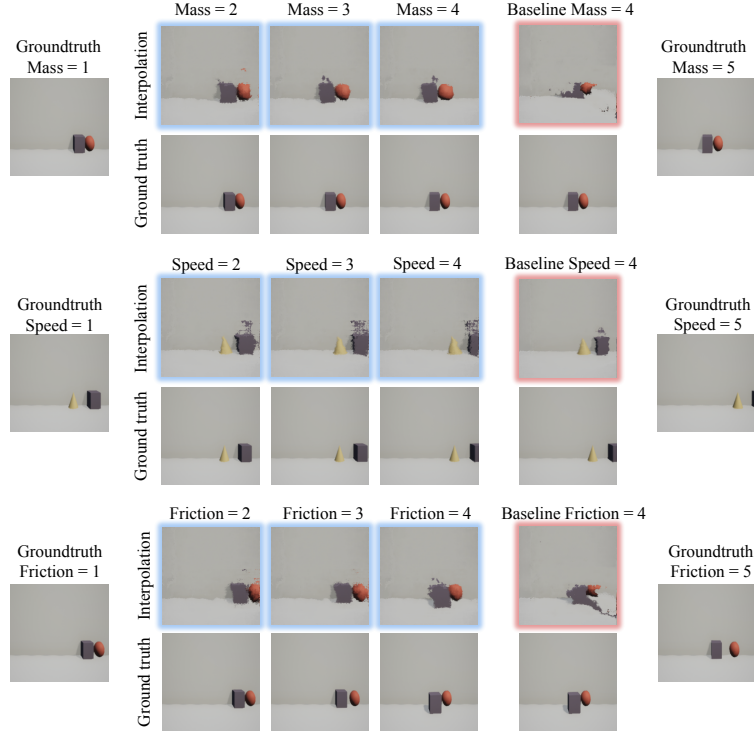 Mass = 2
Mass = 3
Mass = 4
Baseline Mass = 4
Groundtruth
Mass = 1
Interpolation
Ground truth
Groundtruth
Mass = 5
Speed = 2
Speed = 3
Speed = 4
Baseline Speed = 4
Groundtruth
Speed = 1
Interpolation
Ground truth
Groundtruth
Speed = 5
Friction = 2
Friction = 3
Friction = 4
Baseline Friction = 4
Groundtruth
Friction = 1
Interpolation
Ground truth
Groundtruth
Friction = 5